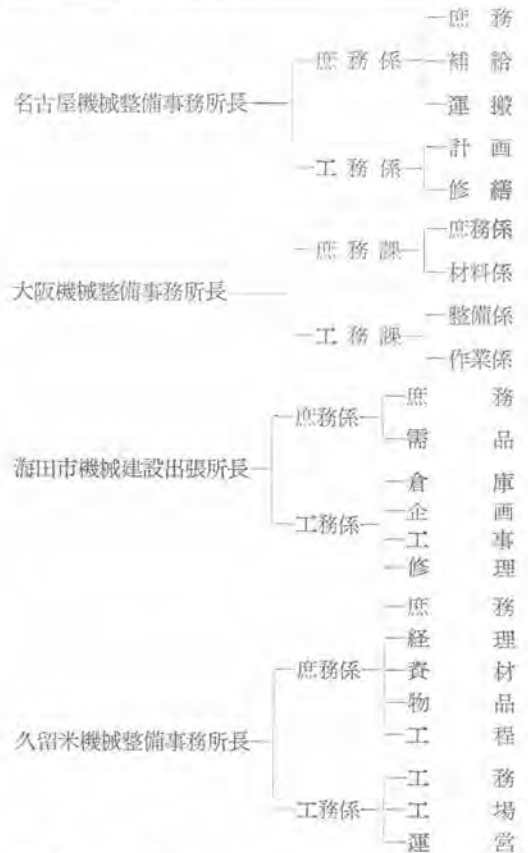 庶務
庶務係 補給
名古屋機械整備事務所長 運搬
計画
工務係
修繕
庶務係
庶務課
材料係
大阪機械整備事務所長
整備係
工務課
作業係
庶務
庶務係
需品
海田市機械建設出張所長 倉庫
企画
工務係
工事
修理
庶務
経理
庶務係 資材
物品
久留米機械整備事務所長 工程
工務
工務係 工場
運営